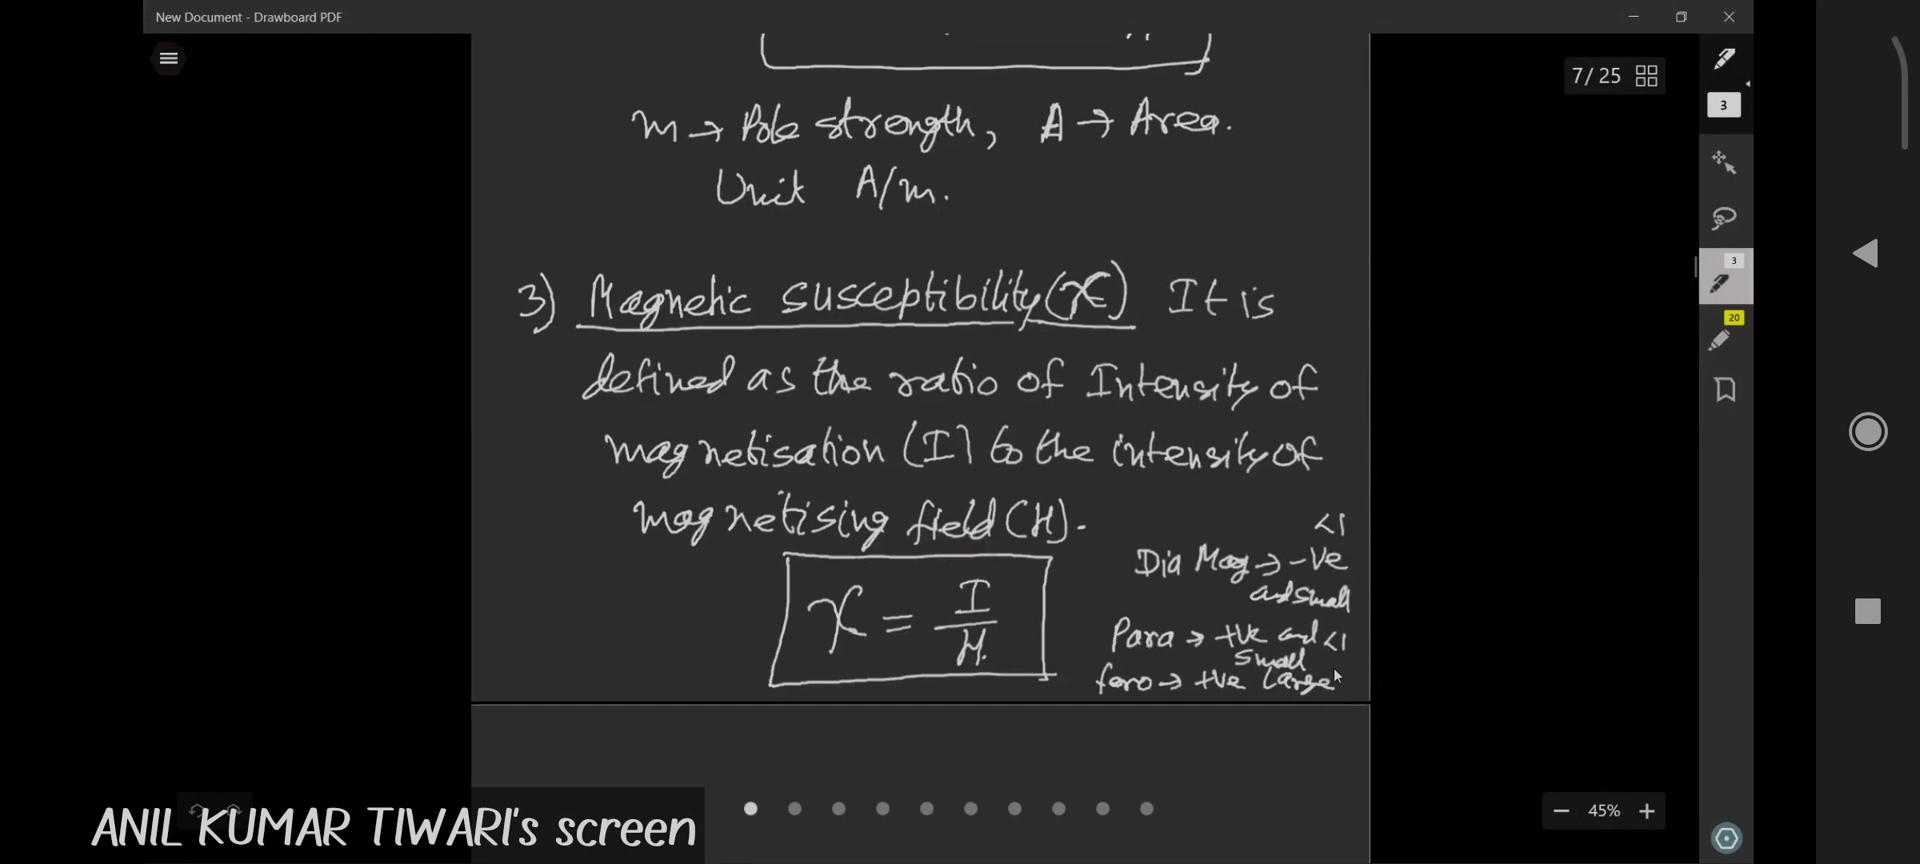 New Document - Drawboard PDF
7 / 25
3
m → Pole strength, A → Area.
Unit A/m.
3) Magnetic susceptibility (χ) It is
3
defined as the ratio of Intensity of
20
magnetisation (I) to the intensity of
magnetising field (H).
<1
Dia Mag → -ve
and small
χ = I/H.
Para → +ve and <1
small
fero → +ve large
ANIL KUMAR TIWARI's screen
45%